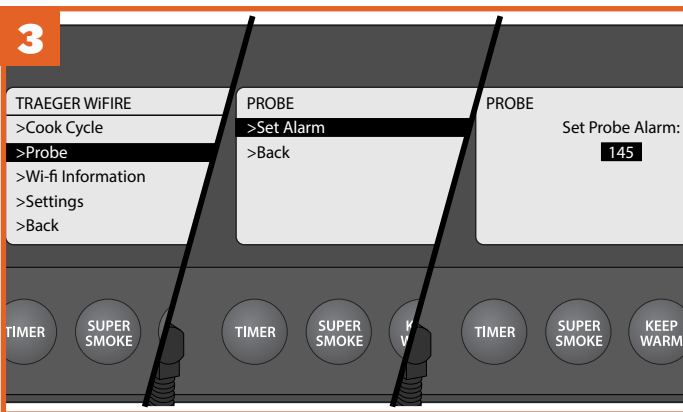 3
TRAEGER WiFIRE
>Cook Cycle
>Probe
>Wi-fi Information
>Settings
>Back
PROBE
>Set Alarm
>Back
PROBE
Set Probe Alarm:
145
TIMER
SUPER
SMOKE
TIMER
SUPER
SMOKE
TIMER
SUPER
SMOKE
KEEP
WARM